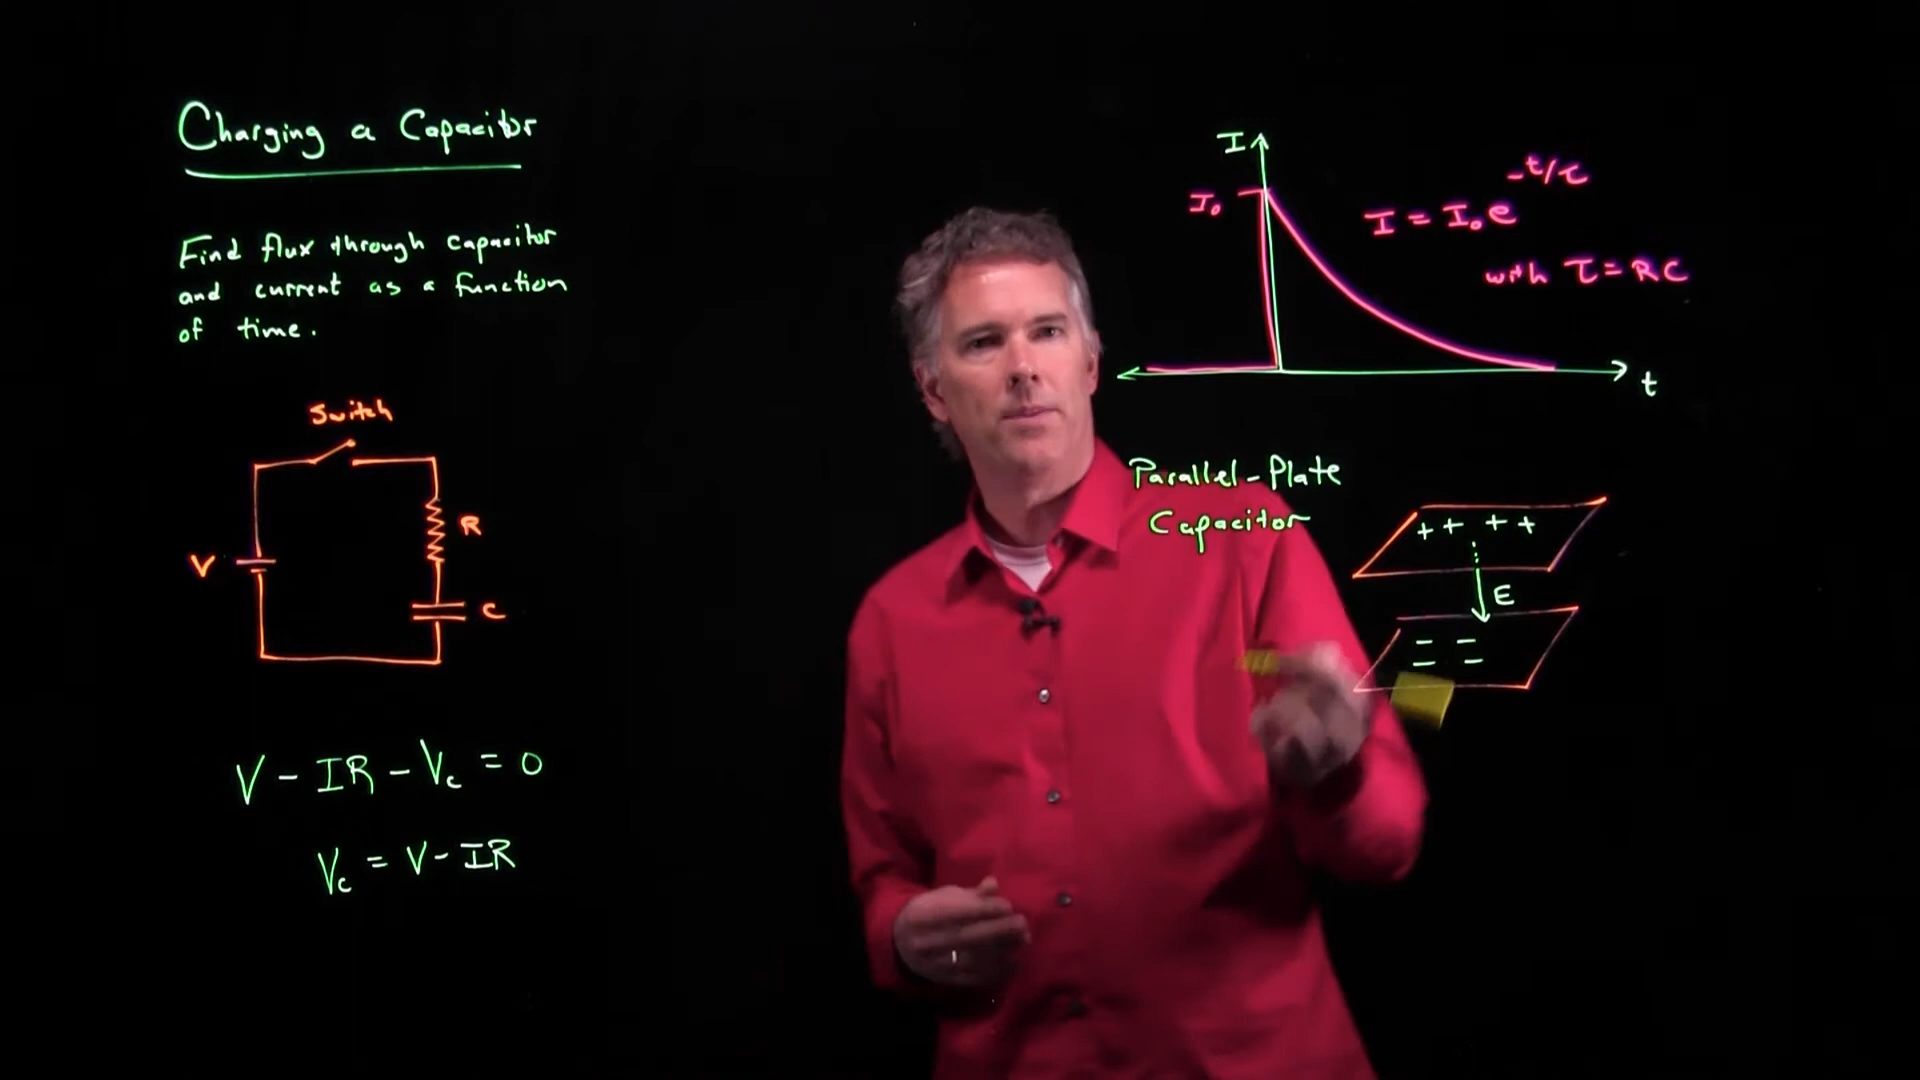 Charging a Capacitor
Find flux through capacitor
and current as a function
of time.
Switch
V
R
C
V - IR - Vc = 0
Vc = V - IR
I
I₀
I = I₀e^(-t/τ)
with τ = RC
t
Parallel-Plate
Capacitor
+ + + +
E
- -
- -